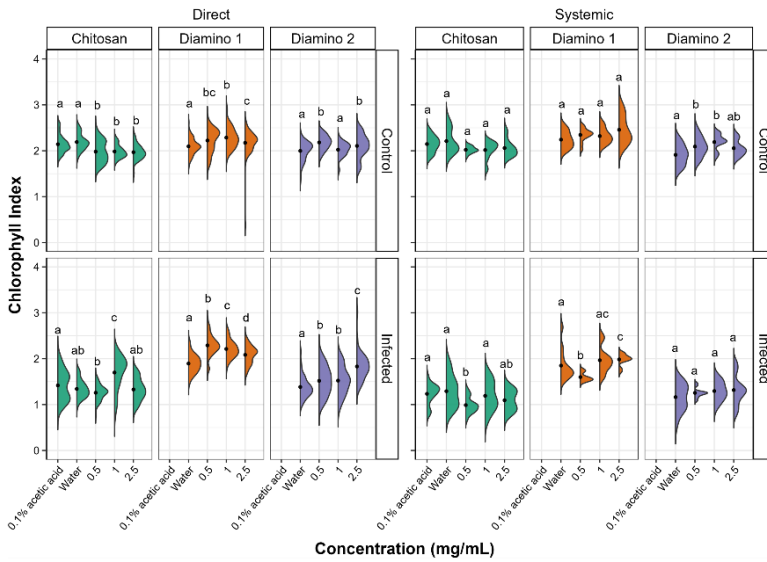 Direct Systemic
Chitosan Diamino 1 Diamino 2 Chitosan Diamino 1 Diamino 2
4
3
2
1
0
a a b b b
a bc b c
a b a b
Control
a a a a a
a a a a
a b b ab
Control
4
3
2
1
0
a ab b c ab
a b c d
a b b c
Infected
a a b a ab
a b ac c
a a a a
Infected
Chlorophyll Index
0.1% acetic acid Water 0.5 1 2.5
0.1% acetic acid Water 0.5 1 2.5
0.1% acetic acid Water 0.5 1 2.5
0.1% acetic acid Water 0.5 1 2.5
0.1% acetic acid Water 0.5 1 2.5
0.1% acetic acid Water 0.5 1 2.5
Concentration (mg/mL)